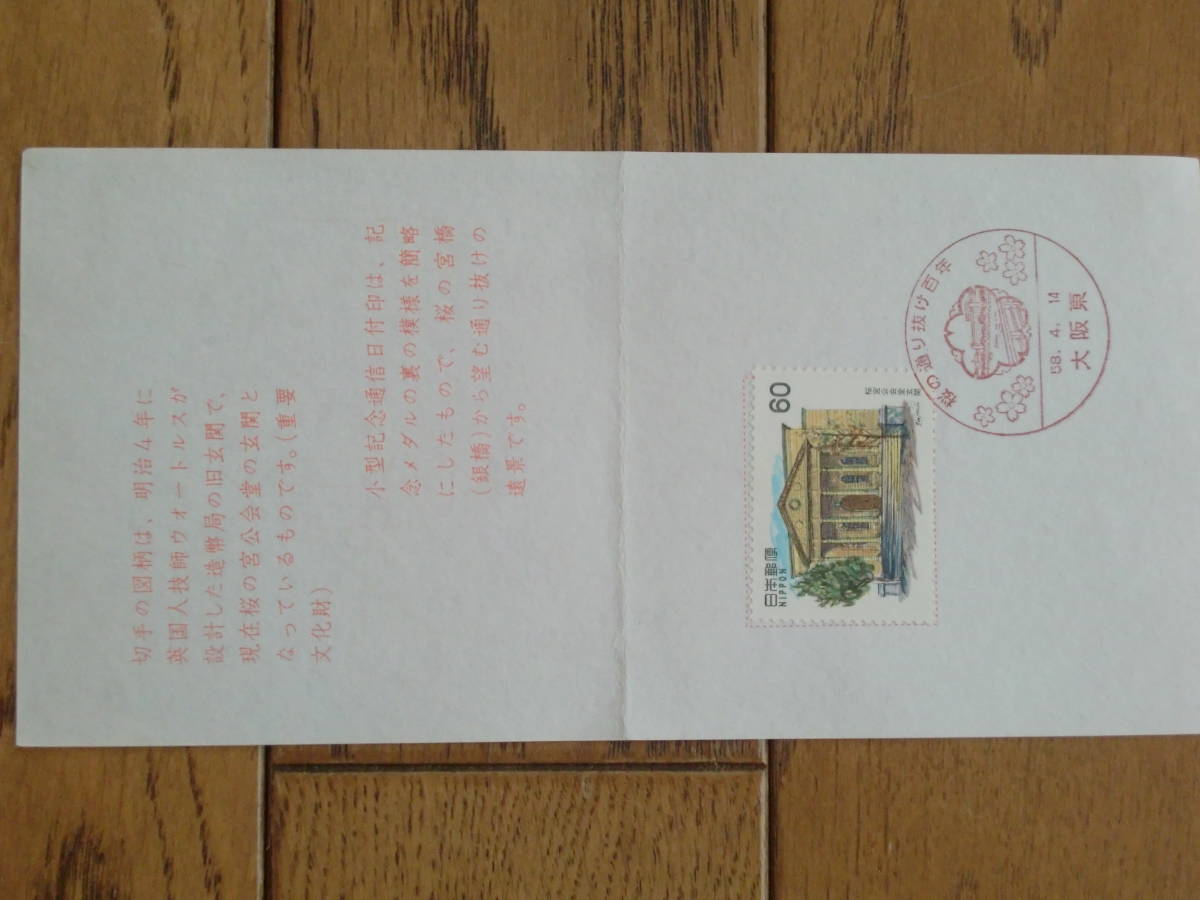 切手の図柄は、明治4年に
英国人技師ウォートルスが
設計した造幣局の旧玄関で、
現在桜の宮公会堂の玄関と
なっているものです。(重要
文化財)
小型記念通信日付印は、記
念メダルの裏の模様を簡略
にしたもので、桜の宮橋
(銀橋)から望む通り抜けの
遠景です。
60
日本郵便
NIPPON
桜の通り抜け百年
58. 4. 14
大阪東